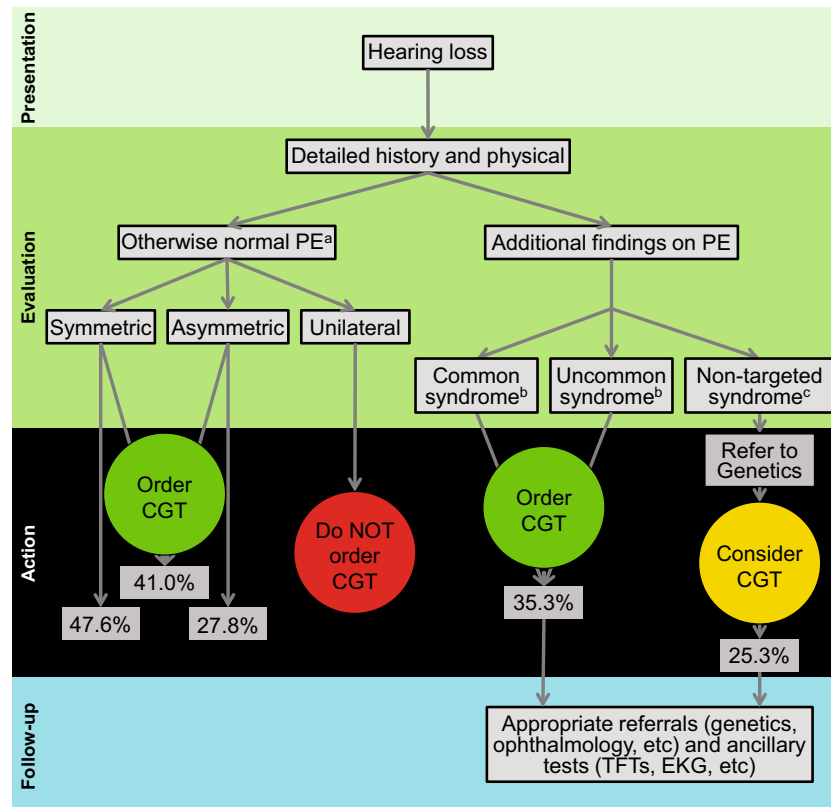 Presentation
Hearing loss
Evaluation
Detailed history and physical
Otherwise normal PEᵃ
Additional findings on PE
Symmetric
Asymmetric
Unilateral
Common
syndromeᵇ
Uncommon
syndromeᵇ
Non-targeted
syndromeᶜ
Action
Refer to
Genetics
Order
CGT
Do NOT
order
CGT
Order
CGT
Consider
CGT
41.0%
47.6%
27.8%
35.3%
25.3%
Follow-up
Appropriate referrals (genetics,
ophthalmology, etc) and ancillary
tests (TFTs, EKG, etc)